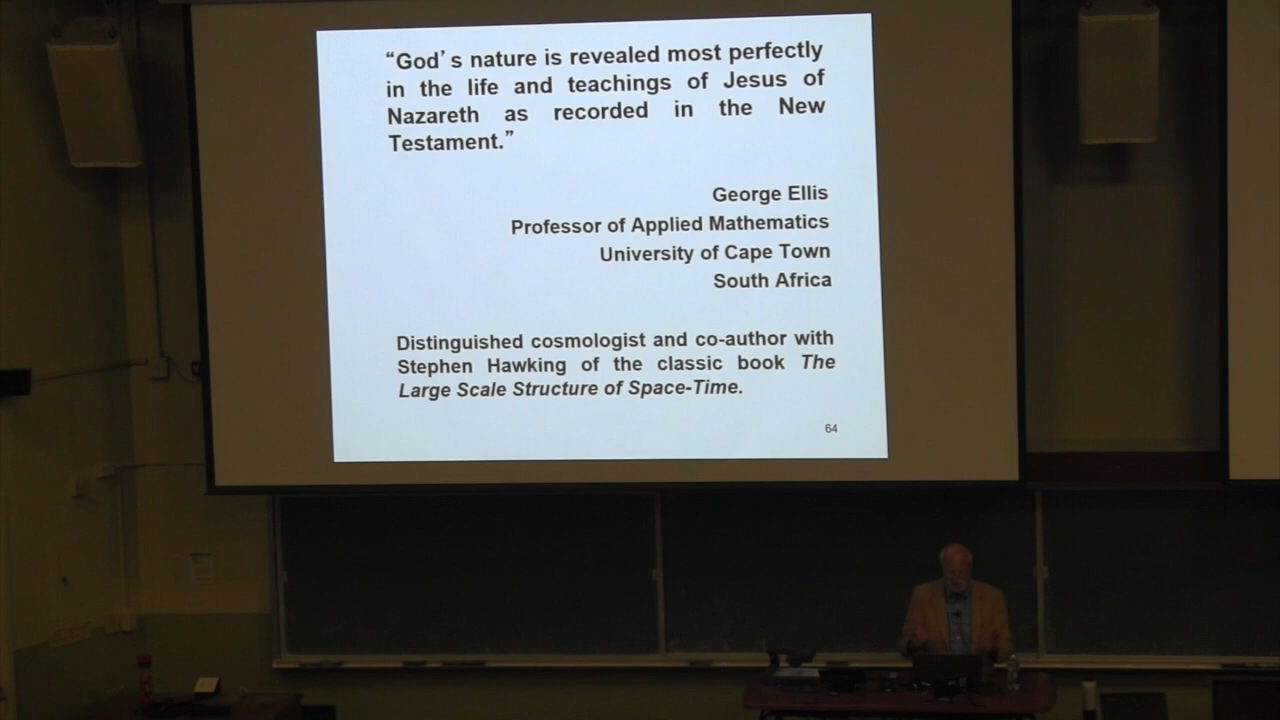 “God’s nature is revealed most perfectly
in the life and teachings of Jesus of
Nazareth as recorded in the New
Testament.”
George Ellis
Professor of Applied Mathematics
University of Cape Town
South Africa
Distinguished cosmologist and co-author with
Stephen Hawking of the classic book The
Large Scale Structure of Space-Time.
64